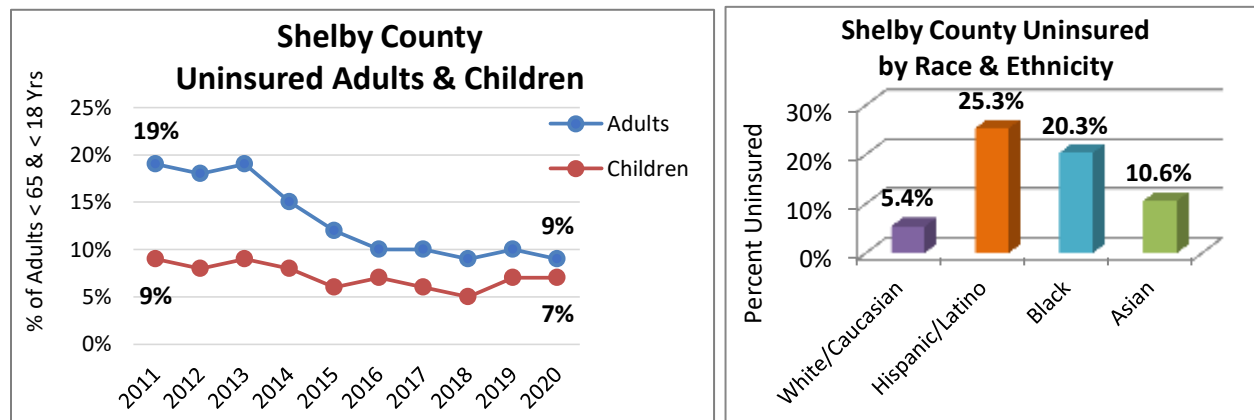 Shelby County
Uninsured Adults & Children
% of Adults < 65 & < 18 Yrs
25%
20%
15%
10%
5%
0%
19%
9%
9%
7%
Adults
Children
2011
2012
2013
2014
2015
2016
2017
2018
2019
2020
Shelby County Uninsured
by Race & Ethnicity
Percent Uninsured
30%
20%
10%
0%
5.4%
25.3%
20.3%
10.6%
White/Caucasian
Hispanic/Latino
Black
Asian